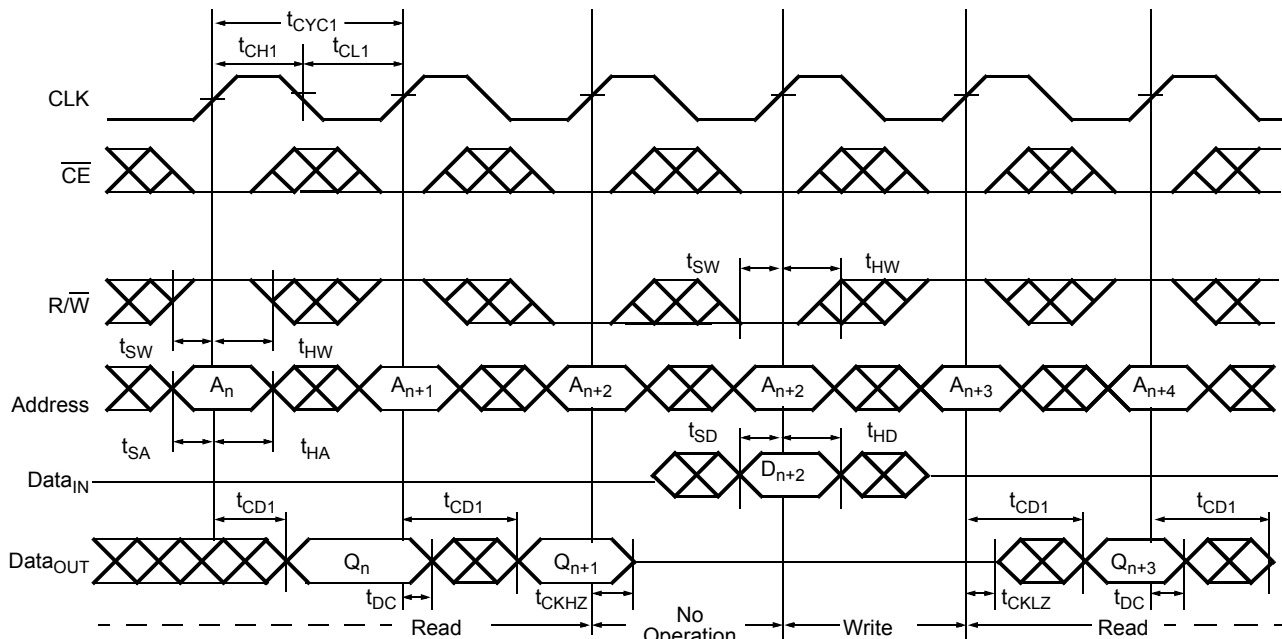 tCYC1
tCH1 tCL1
CLK
CE
tSW tHW
R/W
tSW tHW
Address An An+1 An+2 An+2 An+3 An+4
tSA tHA tSD tHD
DataIN Dn+2
tCD1 tCD1 tCD1 tCD1
DataOUT Qn Qn+1 Qn+3
tDC tCKHZ tCKLZ tDC
Read No Operation Write Read